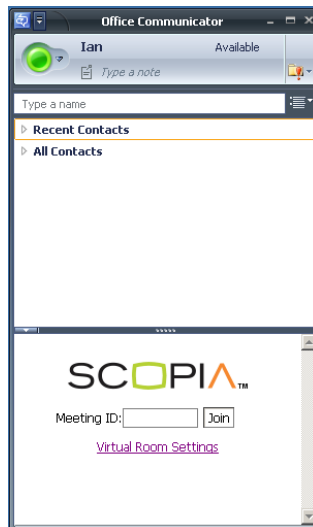 Office Communicator
Ian Available
Type a note
Type a name
Recent Contacts
All Contacts
SCOPIA™
Meeting ID: Join
Virtual Room Settings